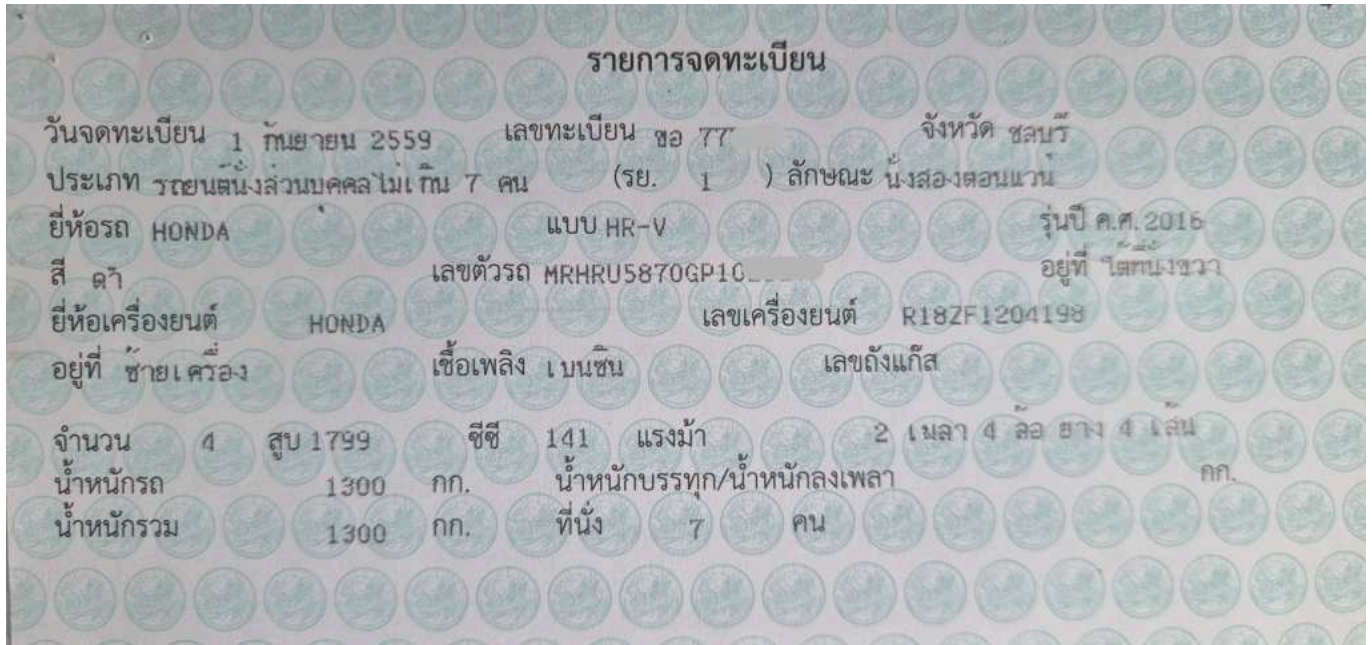 รายการจดทะเบียน
วันจดทะเบียน 1 กันยายน 2559 เลขทะเบียน ขอ 77 จังหวัด ชลบุรี
ประเภท รถยนต์นั่งส่วนบุคคลไม่เกิน 7 คน (รย. 1 ) ลักษณะ นั่งสองตอนแวน
ยี่ห้อรถ HONDA แบบ HR-V รุ่นปี ค.ศ. 2016
สี ดำ เลขตัวรถ MRHRU5870GP10 อยู่ที่ ใต้ที่นั่งขวา
ยี่ห้อเครื่องยนต์ HONDA เลขเครื่องยนต์ R18ZF1204198
อยู่ที่ ซ้ายเครื่อง เชื้อเพลิง เบนซิน เลขถังแก๊ส
จำนวน 4 สูบ 1799 ซีซี 141 แรงม้า 2 เพลา 4 ล้อ ยาง 4 เส้น
น้ำหนักรถ 1300 กก. น้ำหนักบรรทุก/น้ำหนักลงเพลา กก.
น้ำหนักรวม 1300 กก. ที่นั่ง 7 คน